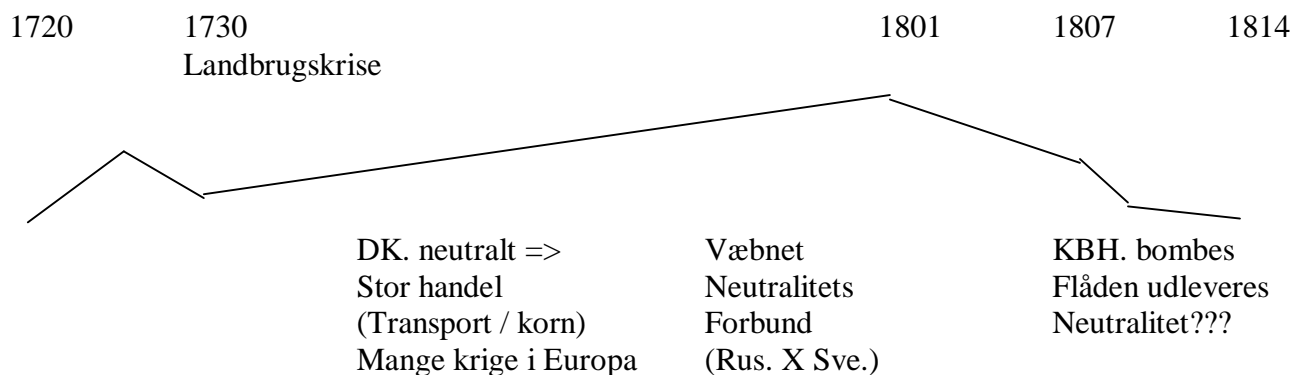 1720 1730 1801 1807 1814
Landbrugskrise
DK. neutralt => Væbnet KBH. bombes
Stor handel Neutralitets Flåden udleveres
(Transport / korn) Forbund Neutralitet???
Mange krige i Europa (Rus. X Sve.)